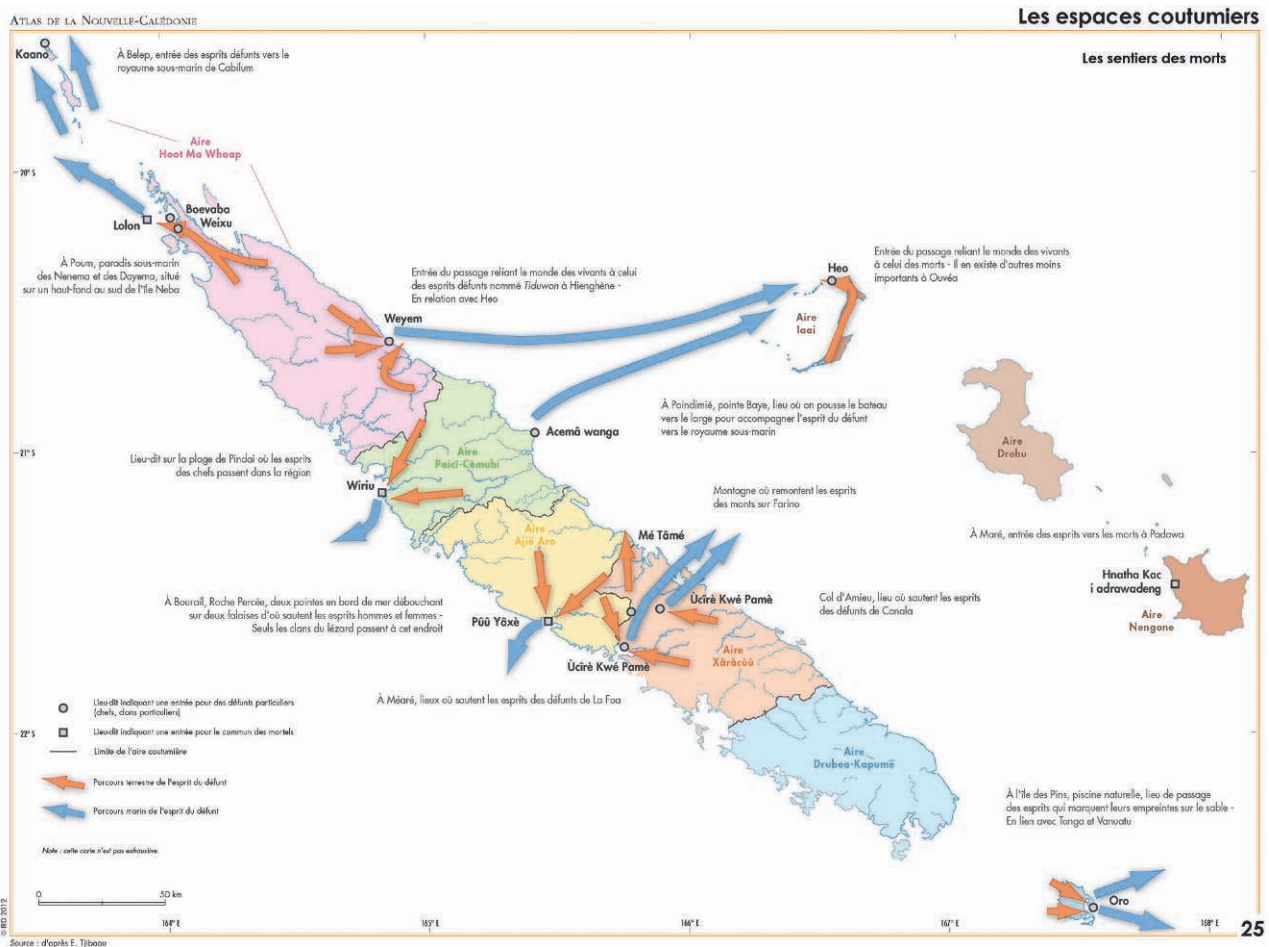 ATLAS DE LA NOUVELLE-CALÉDONIE
Les espaces coutumiers
Les sentiers des morts
Kaano
À Belep, entrée des esprits défunts vers le
royaume sous-marin de Cabilum
Aire
Hoot Ma Whaap
20° S
Boevaba
Weixu
Lolon
À Poum, paradis sous-marin
des Nenema et des Dayema, situé
sur un haut-fond au sud de l'île Neba
Entrée du passage reliant le monde des vivants à celui
des esprits défunts nommé Tiduwon à Hienghène -
En relation avec Heo
Weyem
Heo
Entrée du passage reliant le monde des vivants
à celui des morts - Il en existe d'autres moins
importants à Ouvéa
Aire
Iaai
À Poindimié, pointe Baye, lieu où on pousse le bateau
vers le large pour accompagner l'esprit du défunt
vers le royaume sous-marin
Acemâ wanga
Aire
Drehu
21° S
Aire
Paicî-Cèmuhi
Lieu-dit sur la plage de Pindaï où les esprits
des chefs passent dans la région
Wiriu
Montagne où remontent les esprits
des monts sur Farino
Aire
Ajië Aro
Mé Tâmé
À Maré, entrée des esprits vers les morts à Padawa
Hnatha Kac
i adrawadeng
Aire
Nengone
À Bourail, Roche Percée, deux pointes en bord de mer débouchant
sur deux falaises d'où sautent les esprits hommes et femmes -
Seuls les clans du lézard passent à cet endroit
Pûû Yâxè
Ùcîrè Kwé Pamè
Col d'Amieu, lieu où sautent les esprits
des défunts de Canala
Aire
Xârâcùù
Ùcîrè Kwé Pamè
À Méaré, lieux où sautent les esprits des défunts de La Foa
Lieu-dit indiquant une entrée pour des défunts particuliers
(chefs, clans particuliers)
Lieu-dit indiquant une entrée pour le commun des mortels
Limite de l'aire coutumière
Parcours terrestre de l'esprit du défunt
Parcours marin de l'esprit du défunt
22° S
Aire
Drubea-Kapumë
À l'île des Pins, piscine naturelle, lieu de passage
des esprits qui marquent leurs empreintes sur le sable -
En lien avec Tonga et Vanuatu
Oro
Note : cette carte n'est pas exhausive.
0 50 km
164° E
165° E
166° E
167° E
168° E
25
© IRD 2012
Source : d'après E. Tjibaou